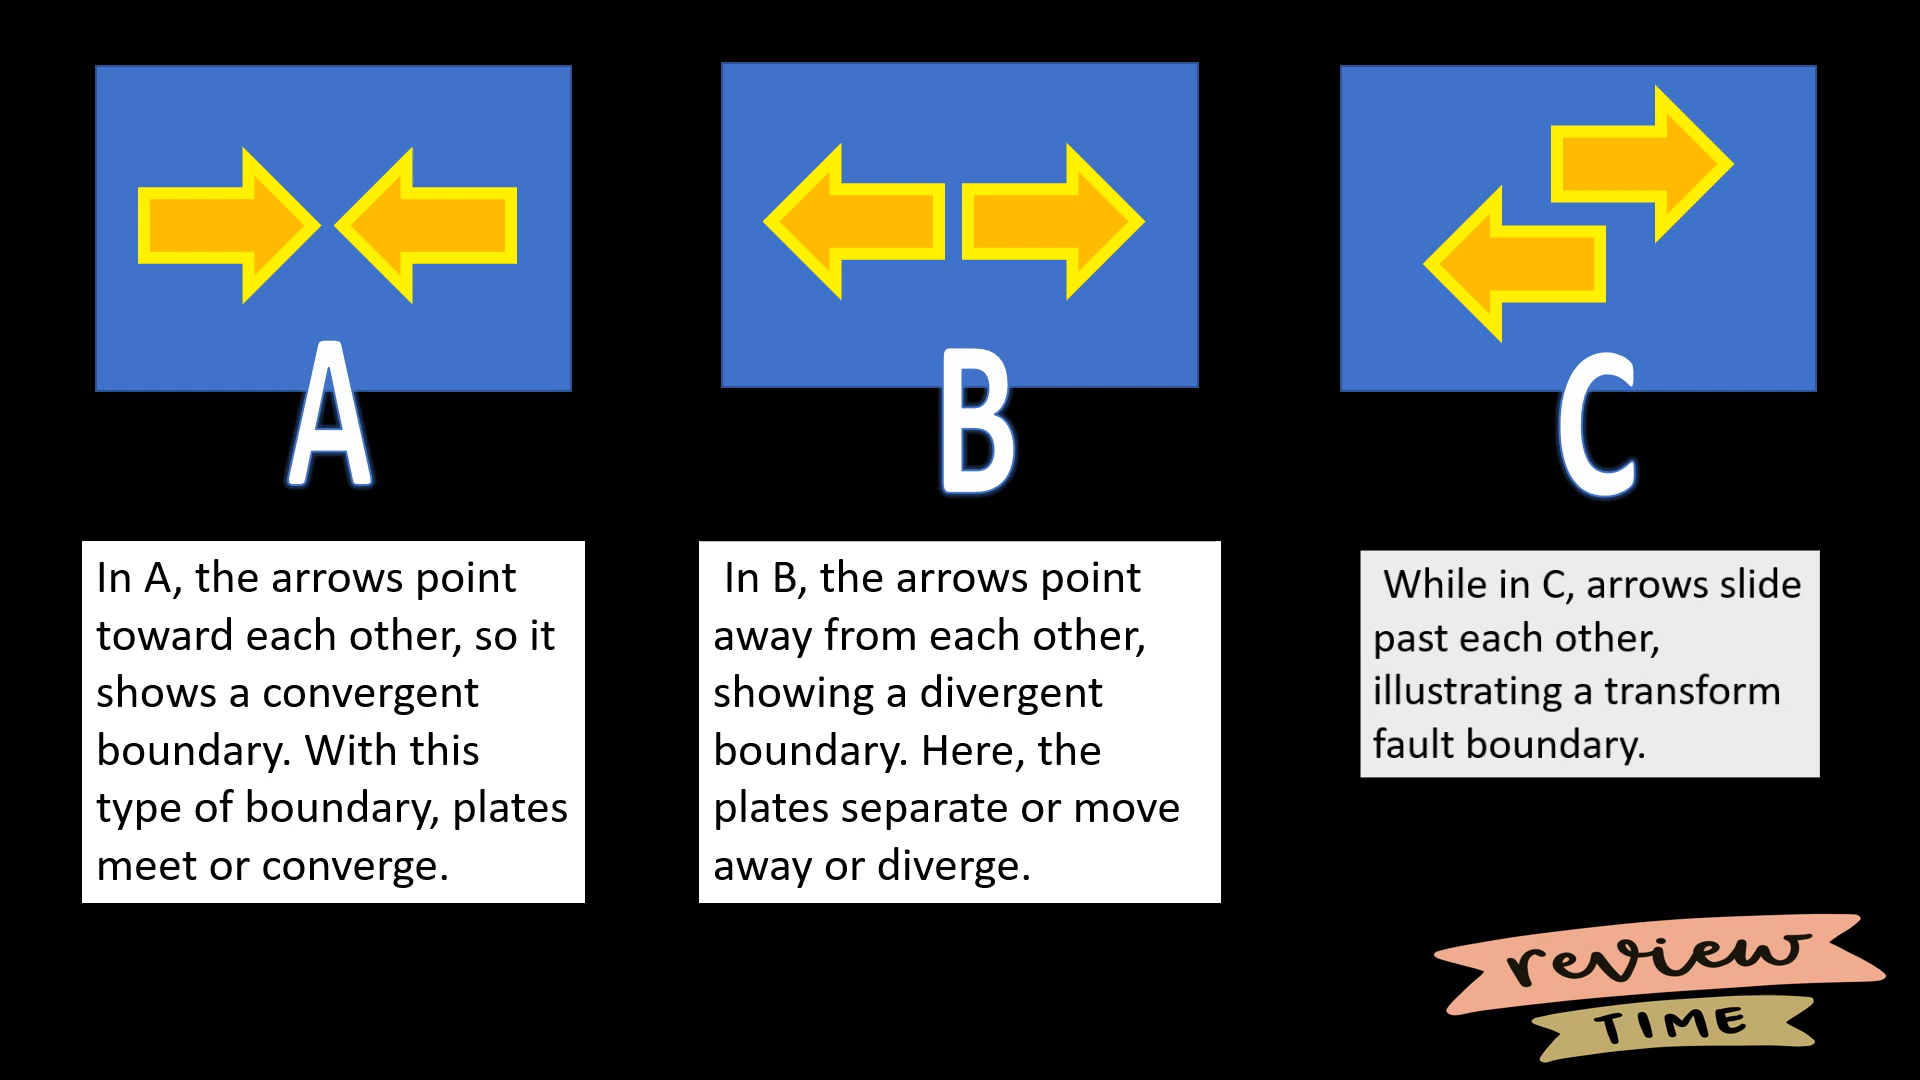 A
B
C
In A, the arrows point
toward each other, so it
shows a convergent
boundary. With this
type of boundary, plates
meet or converge.
In B, the arrows point
away from each other,
showing a divergent
boundary. Here, the
plates separate or move
away or diverge.
While in C, arrows slide
past each other,
illustrating a transform
fault boundary.
review
TIME